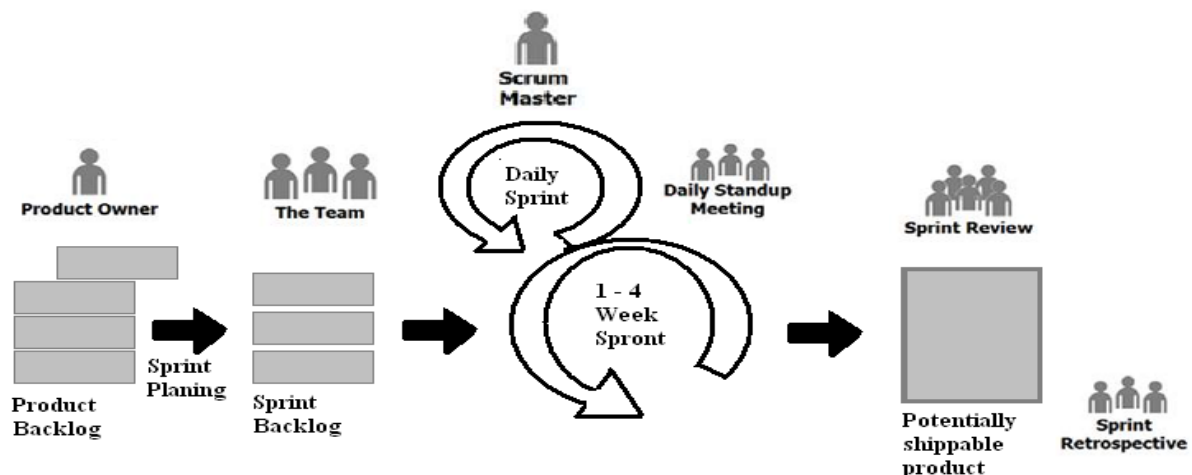 Scrum
Master
Daily
Sprint
Product Owner
The Team
Daily Standup
Meeting
Sprint Review
1 - 4
Week
Spront
Sprint
Planing
Product
Backlog
Sprint
Backlog
Potentially
shippable
product
Sprint
Retrospective